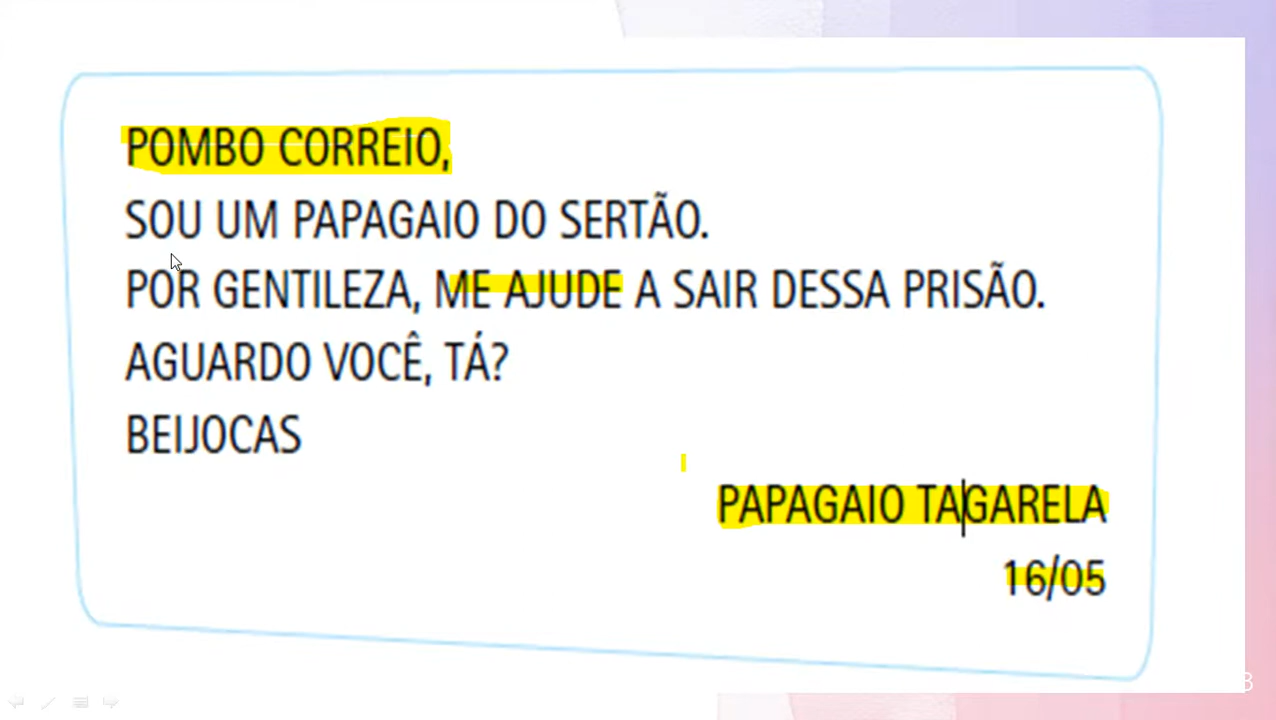 POMBO CORREIO,
SOU UM PAPAGAIO DO SERTÃO.
POR GENTILEZA, ME AJUDE A SAIR DESSA PRISÃO.
AGUARDO VOCÊ, TÁ?
BEIJOCAS
PAPAGAIO TAGARELA
16/05
3